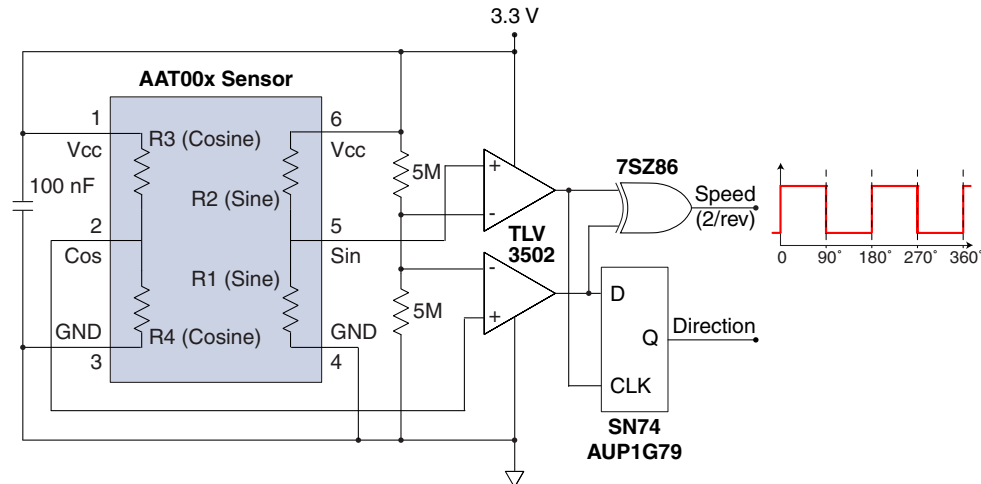 3.3 V
AAT00x Sensor
1
Vcc
R3 (Cosine)
6
Vcc
100 nF
R2 (Sine)
5M
+
-
7SZ86
Speed
(2/rev)
2
Cos
5
Sin
TLV
3502
0 90° 180° 270° 360°
R1 (Sine)
5M
-
+
D
Q
CLK
Direction
GND
3
R4 (Cosine)
GND
4
SN74
AUP1G79